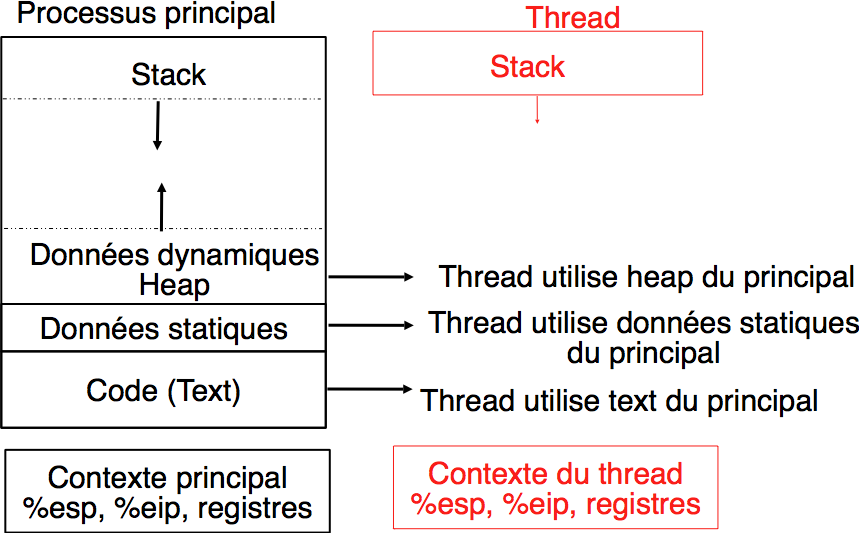 Processus principal
Thread
Stack
Stack
Données dynamiques
Heap
Thread utilise heap du principal
Données statiques
Thread utilise données statiques
du principal
Code (Text)
Thread utilise text du principal
Contexte principal
%esp, %eip, registres
Contexte du thread
%esp, %eip, registres